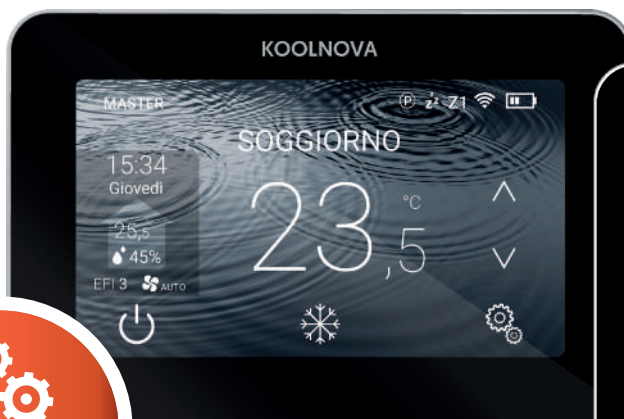 KOOLNOVA
MASTER
P z z Z1
SOGGIORNO
15:34
Giovedì
25,5
45%
EFI 3 AUTO
23,5 °C